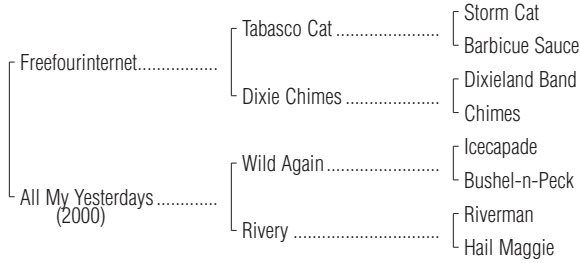 Storm Cat
Tabasco Cat ....................
Barbicue Sauce
Freefourinternet................
Dixieland Band
Dixie Chimes ..................
Chimes
Icecapade
Wild Again ......................
Bushel-n-Peck
All My Yesterdays ............
(2000)
Riverman
Rivery ............................
Hail Maggie